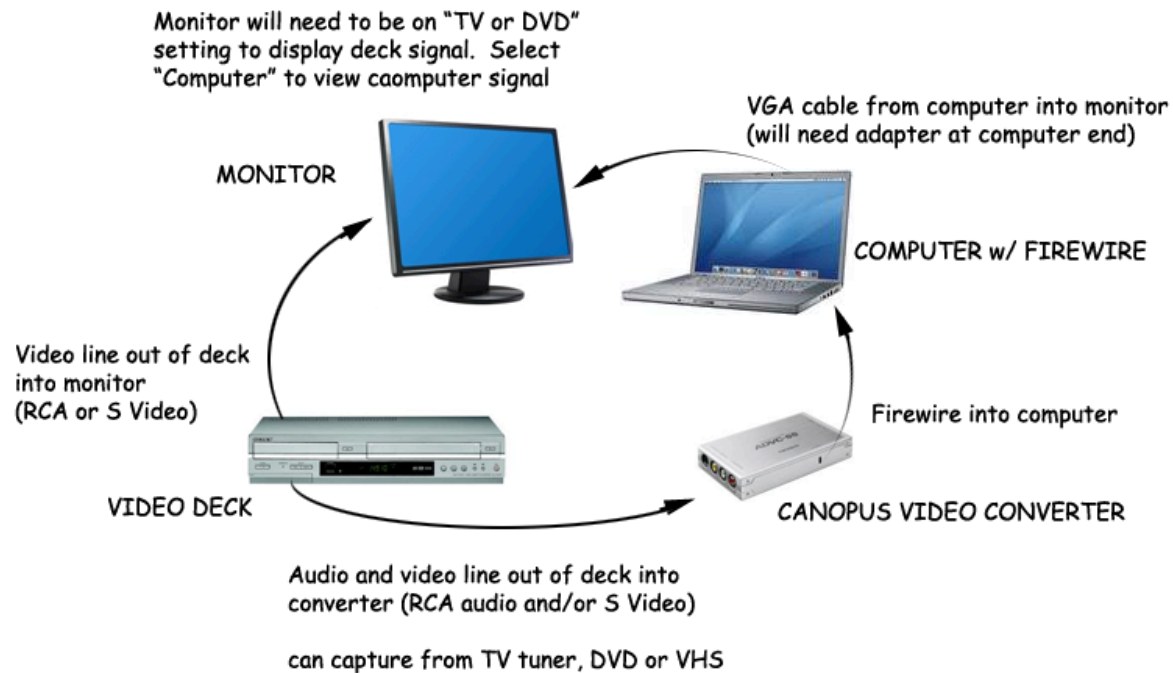 Monitor will need to be on “TV or DVD”
setting to display deck signal.  Select
“Computer” to view caomputer signal
VGA cable from computer into monitor
(will need adapter at computer end)
MONITOR
COMPUTER w/ FIREWIRE
Video line out of deck
into monitor
(RCA or S Video)
Firewire into computer
ADVC-55
VIDEO DECK
CANOPUS VIDEO CONVERTER
Audio and video line out of deck into
converter (RCA audio and/or S Video)
can capture from TV tuner, DVD or VHS